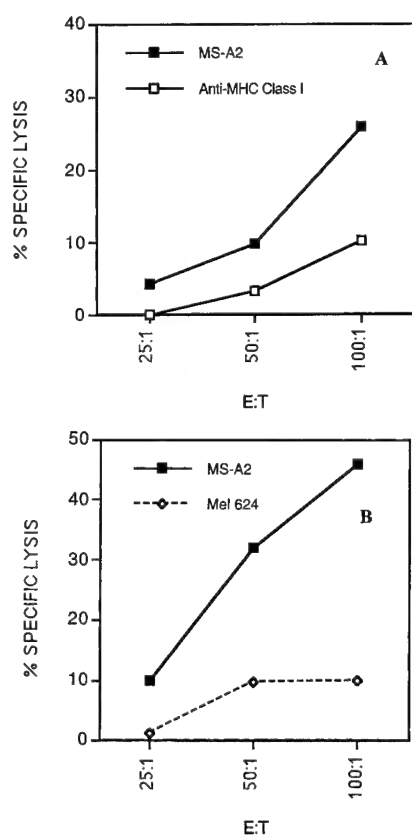 40
30
20
10
0
% SPECIFIC LYSIS
MS-A2
Anti-MHC Class I
A
25:1
50:1
100:1
E:T
50
40
30
20
10
0
% SPECIFIC LYSIS
MS-A2
Mel 624
B
25:1
50:1
100:1
E:T